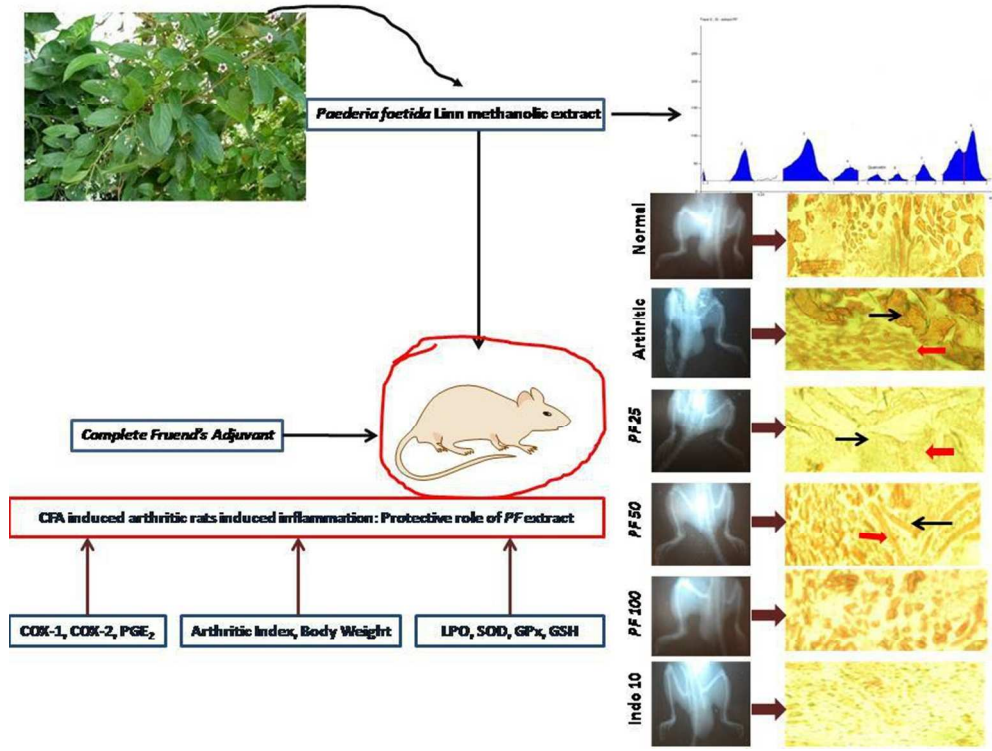 Paederia foetida Linn methanolic extract
Quercetin
Normal
Arthritic
PF 25
PF 50
PF 100
Indo 10
Complete Fruend's Adjuvant
CFA induced arthritic rats induced inflammation: Protective role of PF extract
COX-1, COX-2, PGE₂
Arthritic Index, Body Weight
LPO, SOD, GPx, GSH